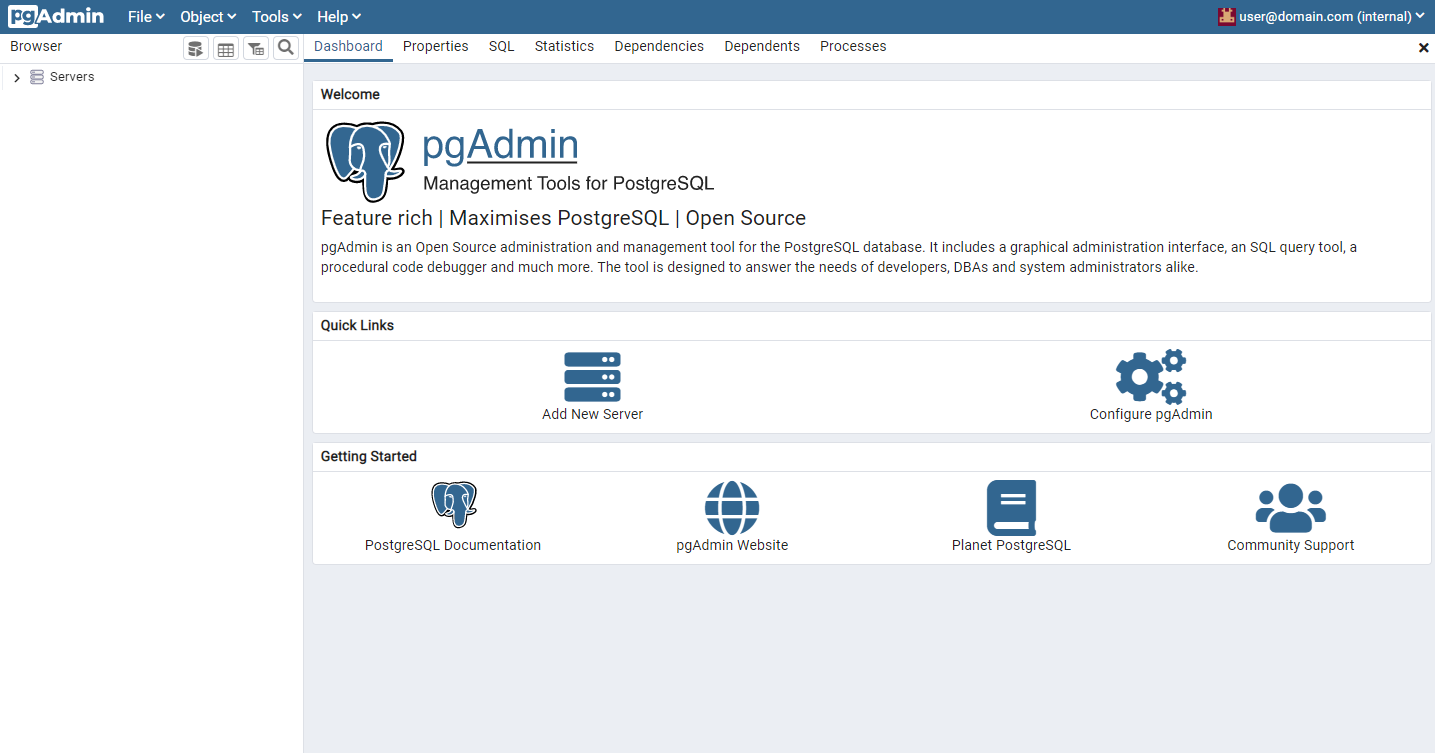 pgAdmin File Object Tools Help user@domain.com (internal)
Browser Dashboard Properties SQL Statistics Dependencies Dependents Processes
Servers
Welcome
pgAdmin
Management Tools for PostgreSQL
Feature rich | Maximises PostgreSQL | Open Source
pgAdmin is an Open Source administration and management tool for the PostgreSQL database. It includes a graphical administration interface, an SQL query tool, a
procedural code debugger and much more. The tool is designed to answer the needs of developers, DBAs and system administrators alike.
Quick Links
Add New Server Configure pgAdmin
Getting Started
PostgreSQL Documentation pgAdmin Website Planet PostgreSQL Community Support